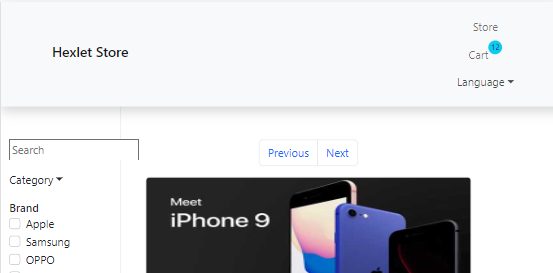 Store
Hexlet Store
Cart 12
Language
Search
Previous Next
Category
Meet
iPhone 9
Brand
Apple
Samsung
OPPO